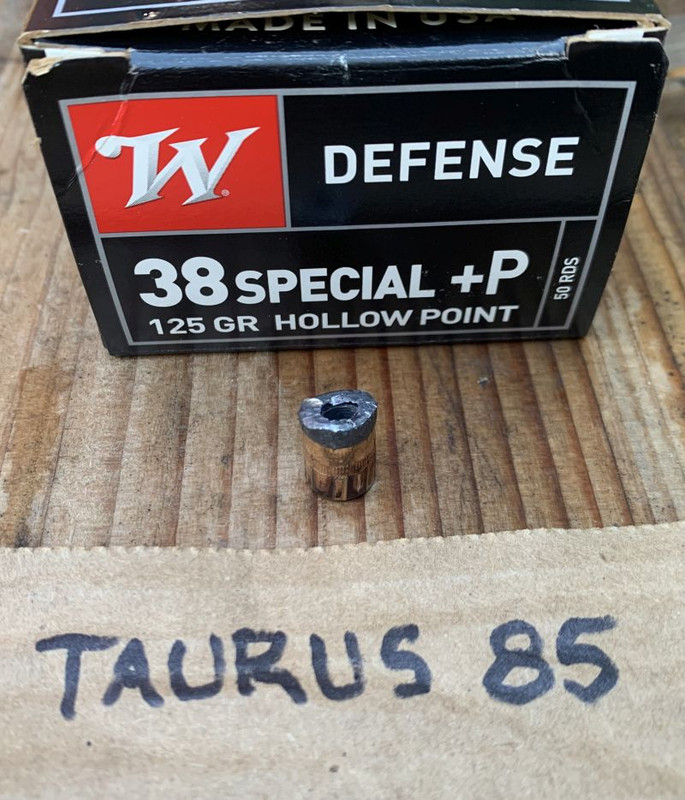 MADE IN USA
W
DEFENSE
38 SPECIAL +P
125 GR HOLLOW POINT
50 RDS
TAURUS 85